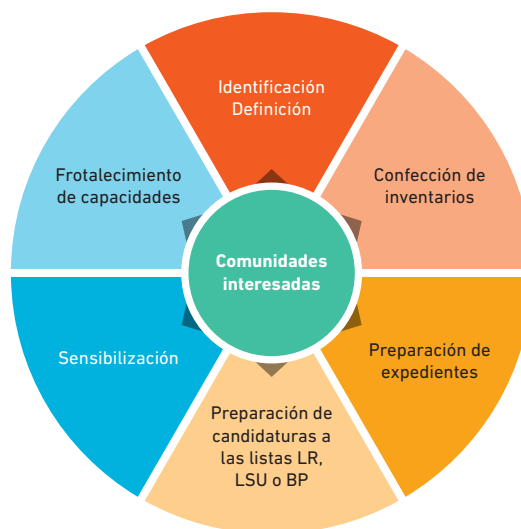 Identificación
Definición
Confección de
inventarios
Preparación de
expedientes
Preparación de
candidaturas a
las listas LR,
LSU o BP
Sensibilización
Frotalecimiento
de capacidades
Comunidades
interesadas